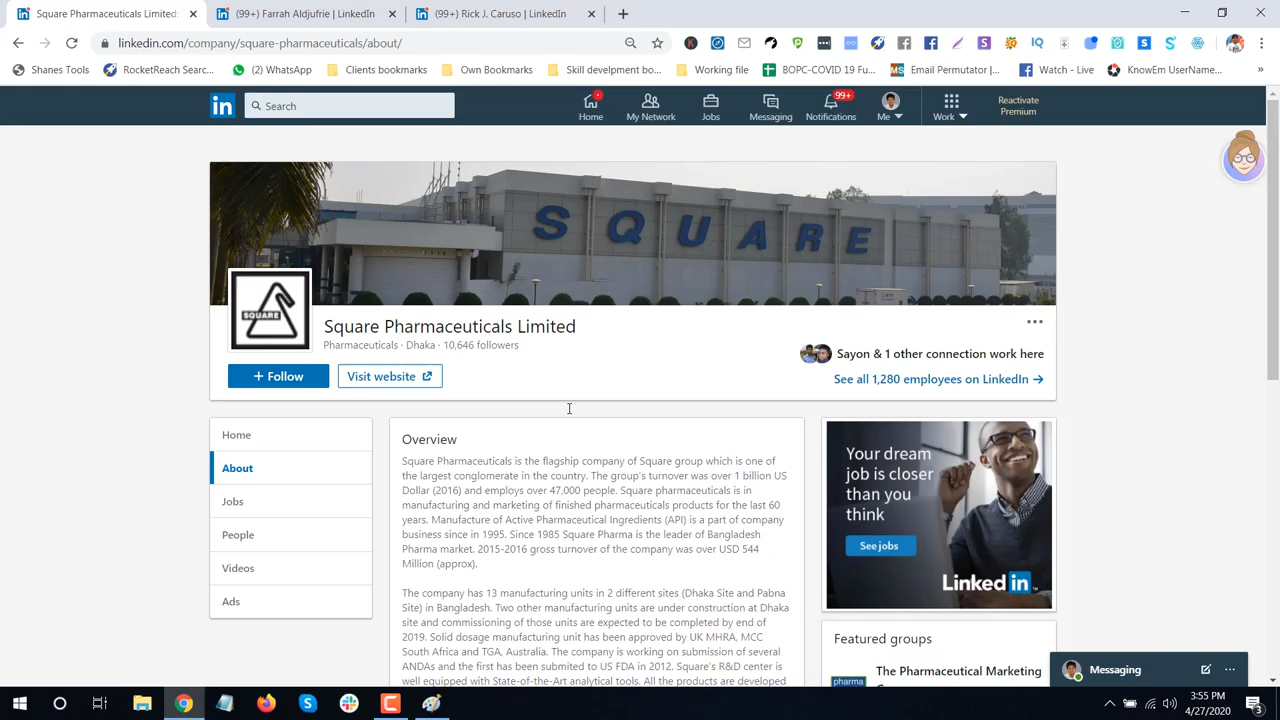 Square Pharmaceuticals Limited:
(99+) Farrah Aldjufrie | LinkedIn
(99+) Rick J. Caruso | LinkedIn
linkedin.com/company/square-pharmaceuticals/about/
Shanes Tools
RocketReach Searc...
(2) WhatsApp
Clients bookmarks
Own Bookmarks
Skill develpment bo...
Working file
BOPC-COVID 19 Fu...
Email Permutator |...
Watch - Live
KnowEm UserName...
in
Search
Home
My Network
Jobs
Messaging
99+
Notifications
Me
Work
Reactivate
Premium
SQUARE
SQUARE
Square Pharmaceuticals Limited
Pharmaceuticals · Dhaka · 10,646 followers
Sayon & 1 other connection work here
+ Follow
Visit website
See all 1,280 employees on LinkedIn →
Home
About
Jobs
People
Videos
Ads
Overview
Square Pharmaceuticals is the flagship company of Square group which is one of
the largest conglomerate in the country. The group's turnover was over 1 billion US
Dollar (2016) and employs over 47,000 people. Square pharmaceuticals is in
manufacturing and marketing of finished pharmaceuticals products for the last 60
years. Manufacture of Active Pharmaceutical Ingredients (API) is a part of company
business since in 1995. Since 1985 Square Pharma is the leader of Bangladesh
Pharma market. 2015-2016 gross turnover of the company was over USD 544
Million (approx).
The company has 13 manufacturing units in 2 different sites (Dhaka Site and Pabna
Site) in Bangladesh. Two other manufacturing units are under construction at Dhaka
site and commissioning of those units are expected to be completed by end of
2019. Solid dosage manufacturing unit has been approved by UK MHRA, MCC
South Africa and TGA, Australia. The company is working on submission of several
ANDAs and the first has been submited to US FDA in 2012. Square's R&D center is
well equipped with State-of-the-Art analytical tools. All the products are developed
Your dream
job is closer
than you
think
See jobs
Linked in
Featured groups
pharma
The Pharmaceutical Marketing
Messaging
3:55 PM
4/27/2020
3